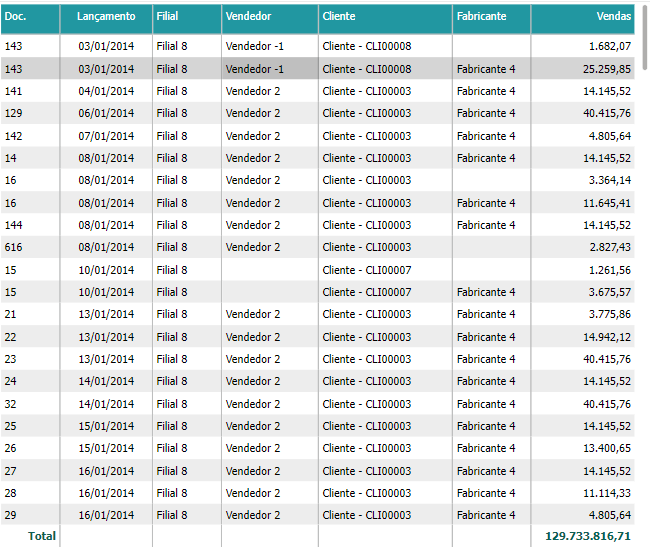 Doc. Lançamento Filial Vendedor Cliente Fabricante Vendas
143 03/01/2014 Filial 8 Vendedor -1 Cliente - CLI00008 1.682,07
143 03/01/2014 Filial 8 Vendedor -1 Cliente - CLI00008 Fabricante 4 25.259,85
141 04/01/2014 Filial 8 Vendedor 2 Cliente - CLI00003 Fabricante 4 14.145,52
129 06/01/2014 Filial 8 Vendedor 2 Cliente - CLI00003 Fabricante 4 40.416,76
142 07/01/2014 Filial 8 Vendedor 2 Cliente - CLI00003 Fabricante 4 4.805,64
14 08/01/2014 Filial 8 Vendedor 2 Cliente - CLI00003 Fabricante 4 14.145,52
16 08/01/2014 Filial 8 Vendedor 2 Cliente - CLI00003 3.364,14
16 08/01/2014 Filial 8 Vendedor 2 Cliente - CLI00003 Fabricante 4 11.645,41
144 08/01/2014 Filial 8 Vendedor 2 Cliente - CLI00003 Fabricante 4 14.145,52
616 08/01/2014 Filial 8 Vendedor 2 Cliente - CLI00003 2.827,43
15 10/01/2014 Filial 8 Cliente - CLI00007 1.261,56
15 10/01/2014 Filial 8 Cliente - CLI00007 Fabricante 4 3.675,57
21 13/01/2014 Filial 8 Vendedor 2 Cliente - CLI00003 Fabricante 4 3.775,86
22 13/01/2014 Filial 8 Vendedor 2 Cliente - CLI00003 Fabricante 4 14.942,12
23 13/01/2014 Filial 8 Vendedor 2 Cliente - CLI00003 Fabricante 4 40.415,76
24 14/01/2014 Filial 8 Vendedor 2 Cliente - CLI00003 Fabricante 4 14.145,52
32 14/01/2014 Filial 8 Vendedor 2 Cliente - CLI00003 Fabricante 4 40.415,76
25 15/01/2014 Filial 8 Vendedor 2 Cliente - CLI00003 Fabricante 4 14.145,52
26 15/01/2014 Filial 8 Vendedor 2 Cliente - CLI00003 Fabricante 4 13.400,65
27 16/01/2014 Filial 8 Vendedor 2 Cliente - CLI00003 Fabricante 4 14.145,52
28 16/01/2014 Filial 8 Vendedor 2 Cliente - CLI00003 Fabricante 4 11.114,33
29 16/01/2014 Filial 8 Vendedor 2 Cliente - CLI00003 Fabricante 4 4.805,64
Total 129.733.816,71